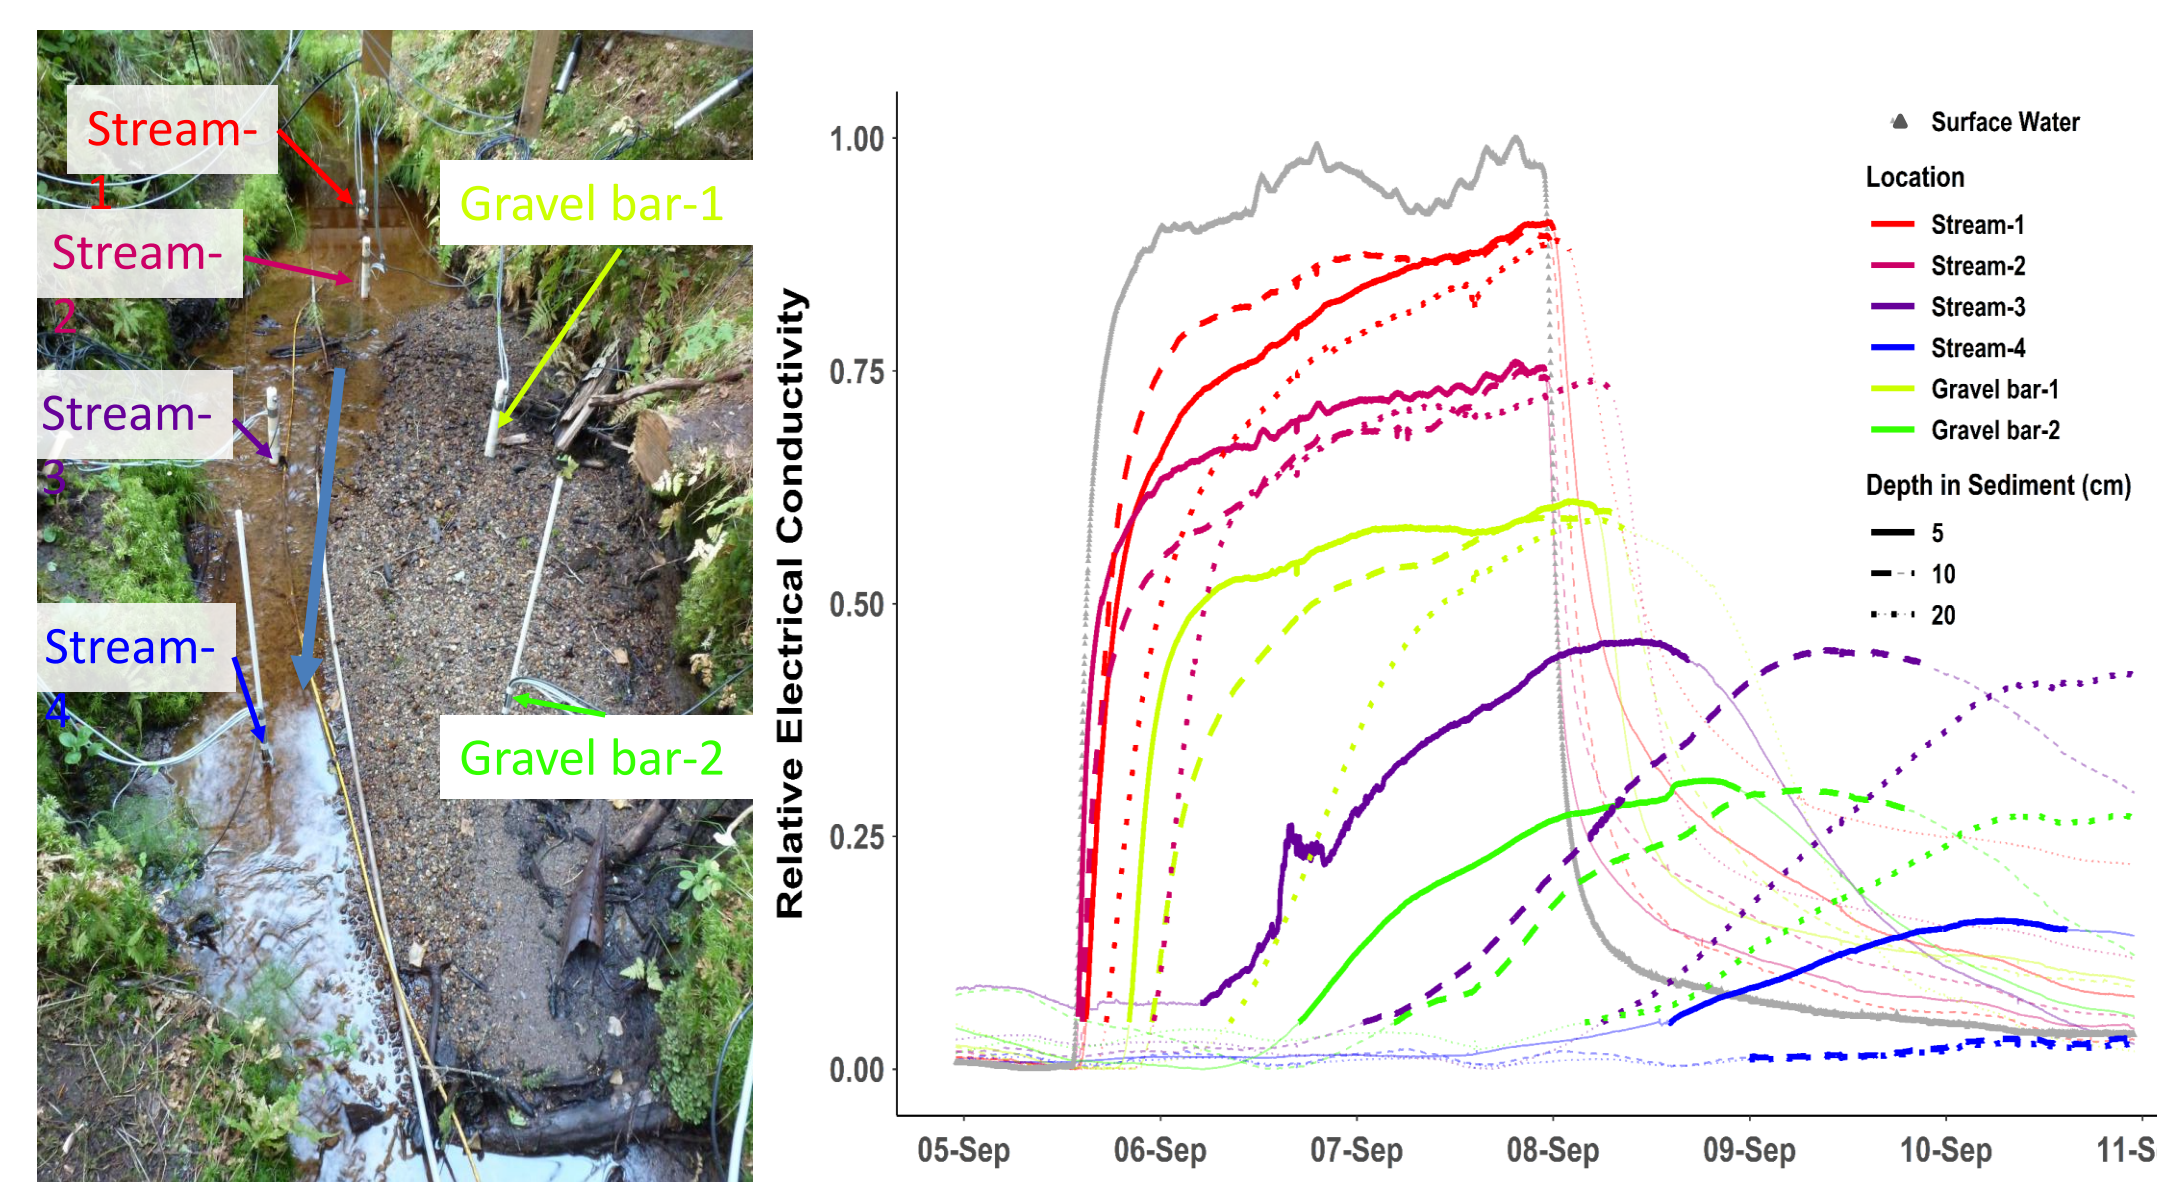 Stream-
1
Gravel bar-1
Stream-
2
Stream-
3
Stream-
4
Gravel bar-2
Relative Electrical Conductivity
1.00
0.75
0.50
0.25
0.00
05-Sep
06-Sep
07-Sep
08-Sep
09-Sep
10-Sep
11-S
Surface Water
Location
Stream-1
Stream-2
Stream-3
Stream-4
Gravel bar-1
Gravel bar-2
Depth in Sediment (cm)
5
10
20